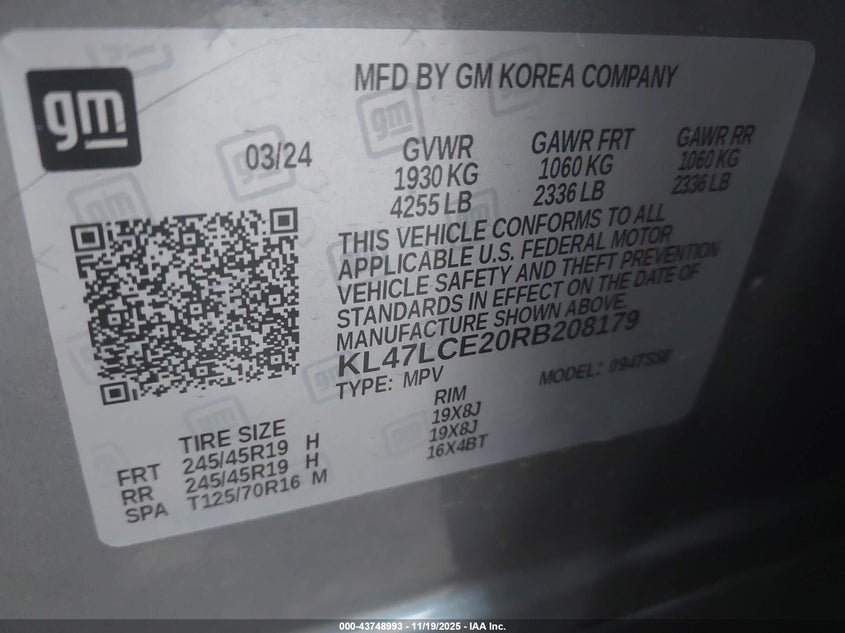 gm
MFD BY GM KOREA COMPANY
03/24
GVWR GAWR FRT GAWR RR
1930 KG 1060 KG 1060 KG
4255 LB 2336 LB 2336 LB
THIS VEHICLE CONFORMS TO ALL
APPLICABLE U.S. FEDERAL MOTOR
VEHICLE SAFETY AND THEFT PREVENTION
STANDARDS IN EFFECT ON THE DATE OF
MANUFACTURE SHOWN ABOVE.
KL47LCE20RB208179
TYPE: MPV MODEL:
TIRE SIZE RIM
FRT 245/45R19 H 19X8J
RR 245/45R19 H 19X8J
SPA T125/70R16 M 16X4BT
000-43748993 - 11/19/2025 - IAA Inc.